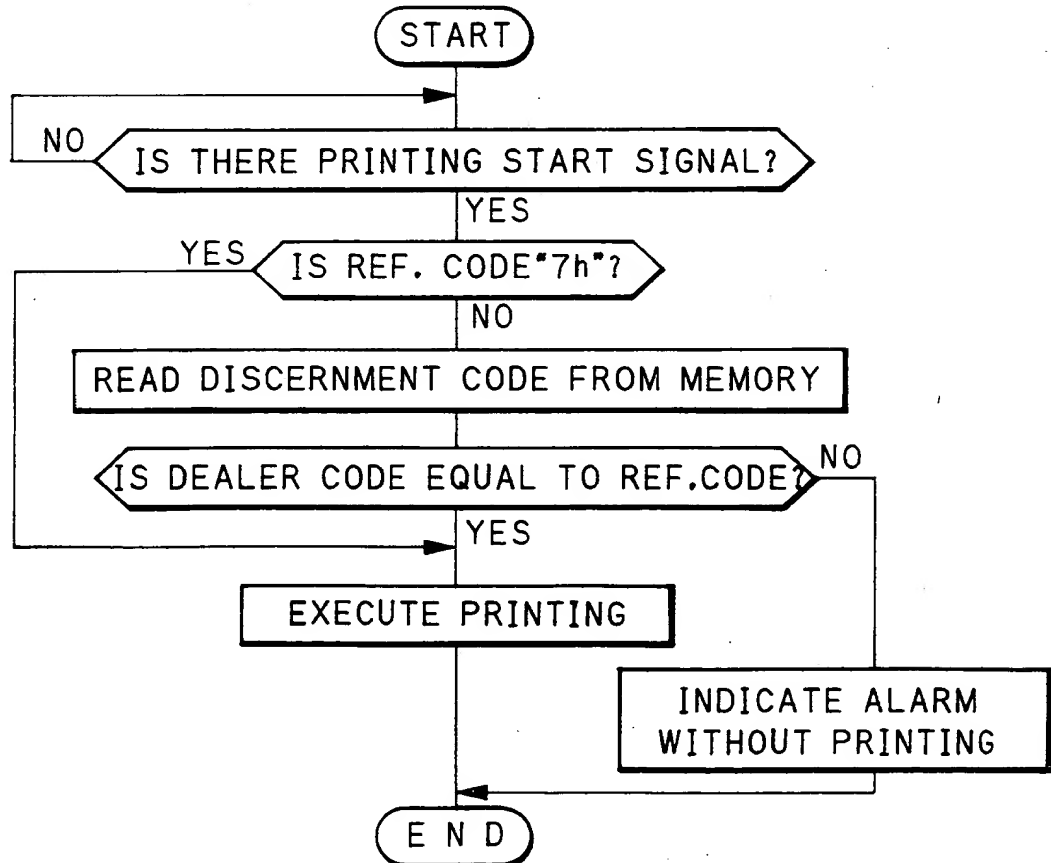 START
NO
IS THERE PRINTING START SIGNAL?
YES
YES
IS REF. CODE"7h"?
NO
READ DISCERNMENT CODE FROM MEMORY
IS DEALER CODE EQUAL TO REF.CODE?
NO
YES
EXECUTE PRINTING
INDICATE ALARM
WITHOUT PRINTING
END